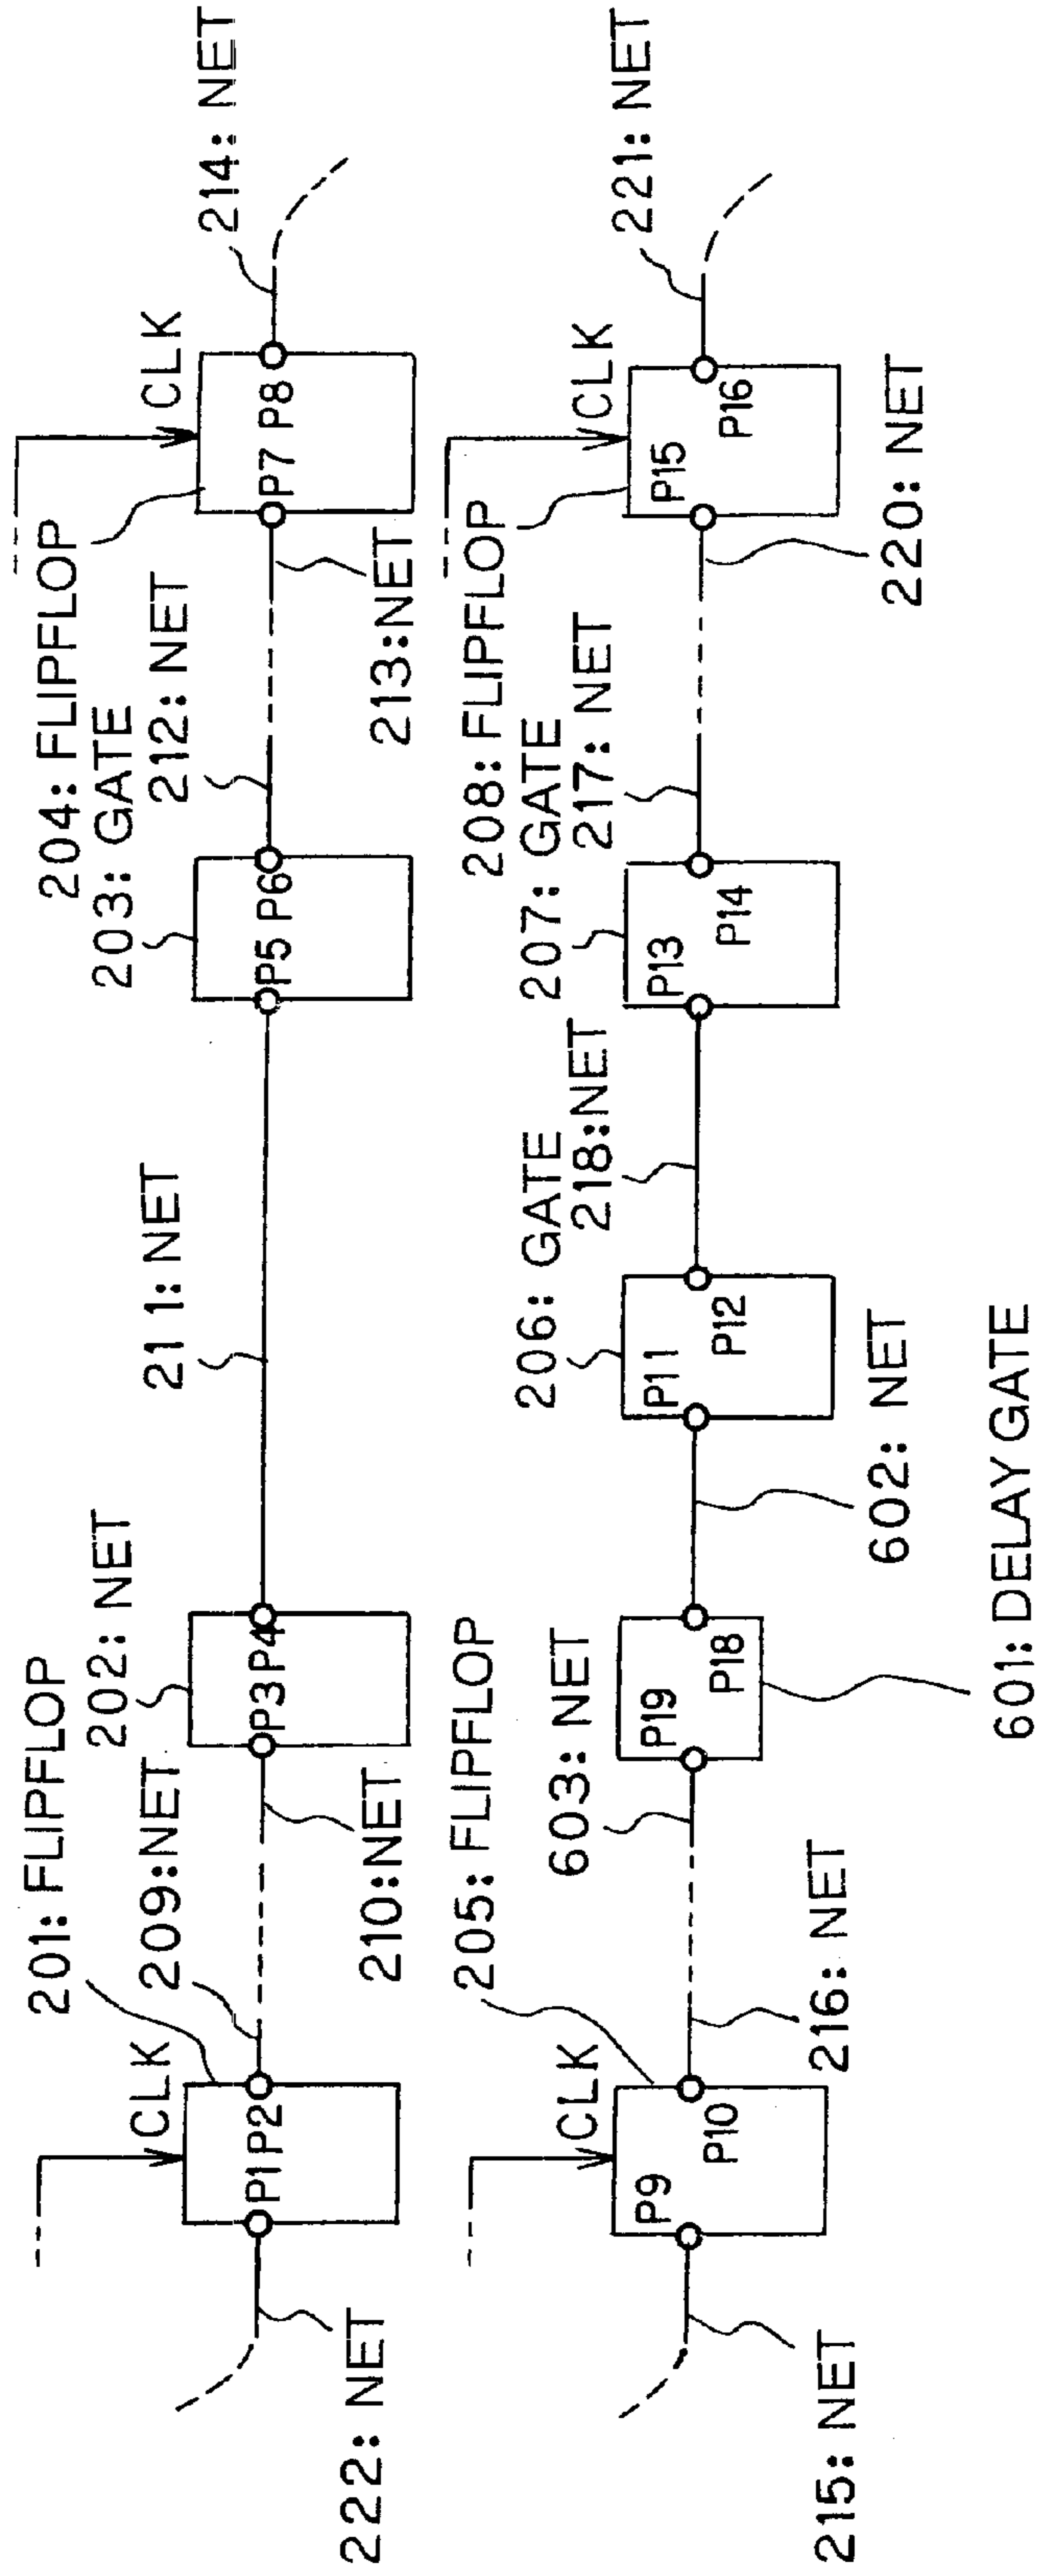 201: FLIPFLOP
204: FLIPFLOP
CLK
209:NET
202: NET
211: NET
203: GATE
212: NET
CLK
214: NET
P1 P2
P3 P4
P5 P6
P7 P8
222: NET
210:NET
213:NET
205: FLIPFLOP
208: FLIPFLOP
CLK
603: NET
206: GATE
218:NET
207: GATE
217: NET
CLK
221: NET
P9
P10
P19
P18
P11
P12
P13
P14
P15
P16
215: NET
216: NET
602: NET
220: NET
601: DELAY GATE